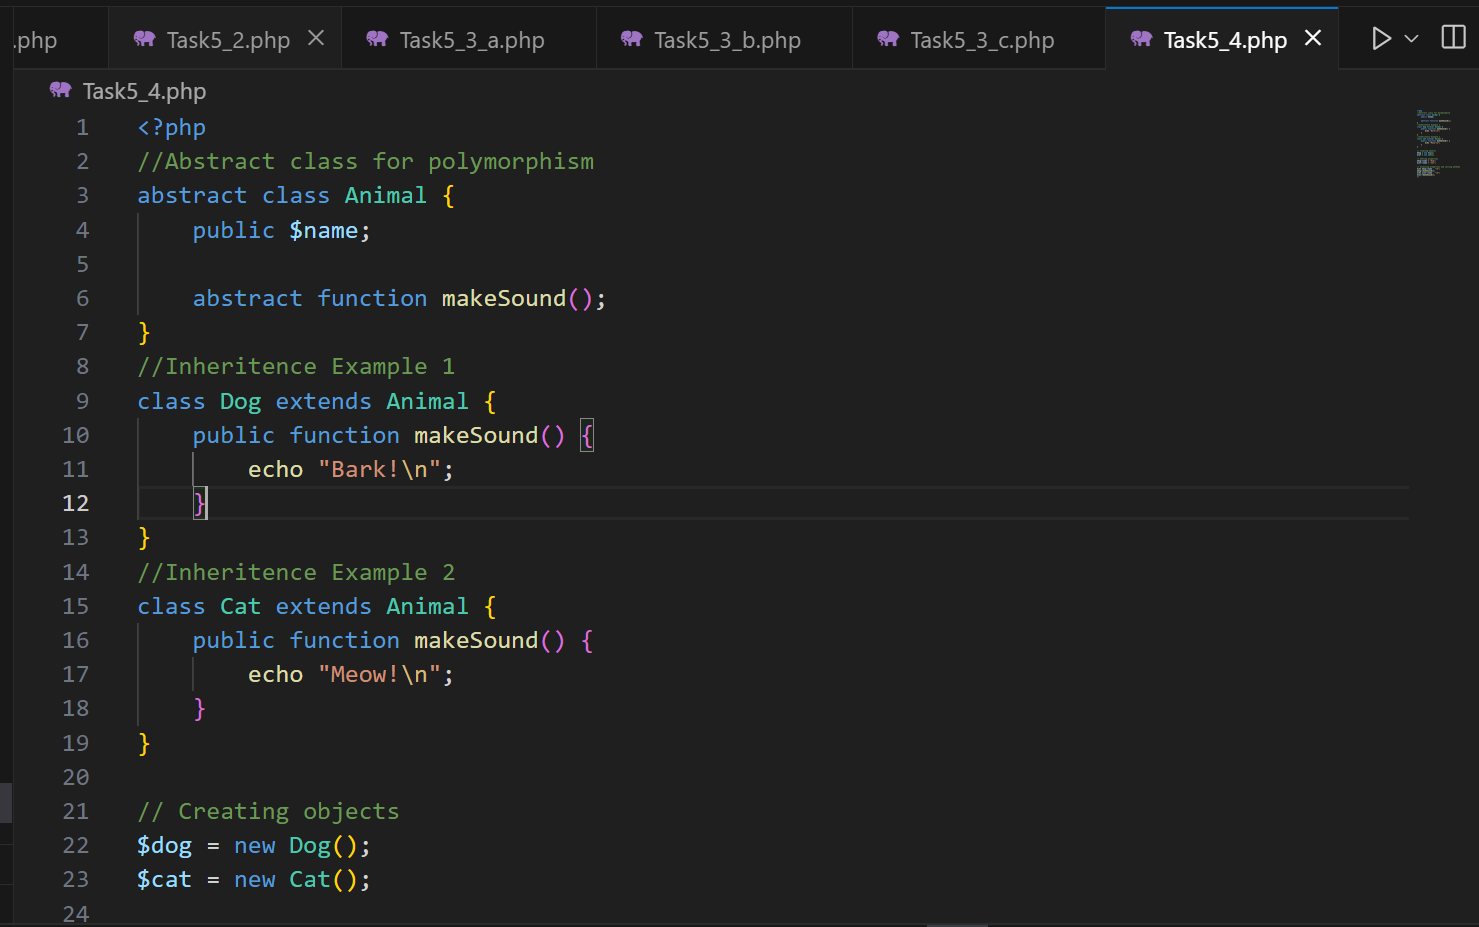 .php Task5_2.php Task5_3_a.php Task5_3_b.php Task5_3_c.php Task5_4.php
Task5_4.php
1 <?php
2 //Abstract class for polymorphism
3 abstract class Animal {
4     public $name;
5
6     abstract function makeSound();
7 }
8 //Inheritence Example 1
9 class Dog extends Animal {
10     public function makeSound() {
11         echo "Bark!\n";
12     }
13 }
14 //Inheritence Example 2
15 class Cat extends Animal {
16     public function makeSound() {
17         echo "Meow!\n";
18     }
19 }
20
21 // Creating objects
22 $dog = new Dog();
23 $cat = new Cat();
24